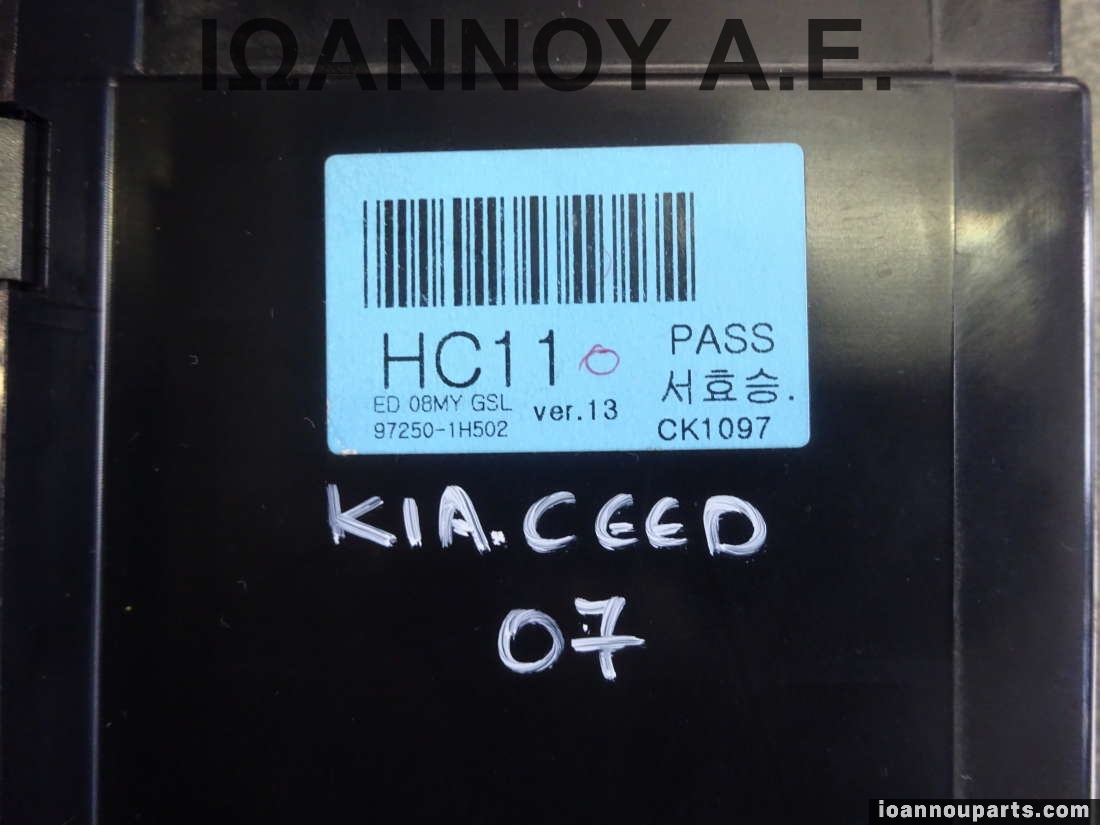 ΙΩΑΝΝΟΥ Α.Ε.
HC11
PASS
서효승.
ED 08MY GSL
ver.13
97250-1H502
CK1097
KIA.CEED
07
ioannouparts.com